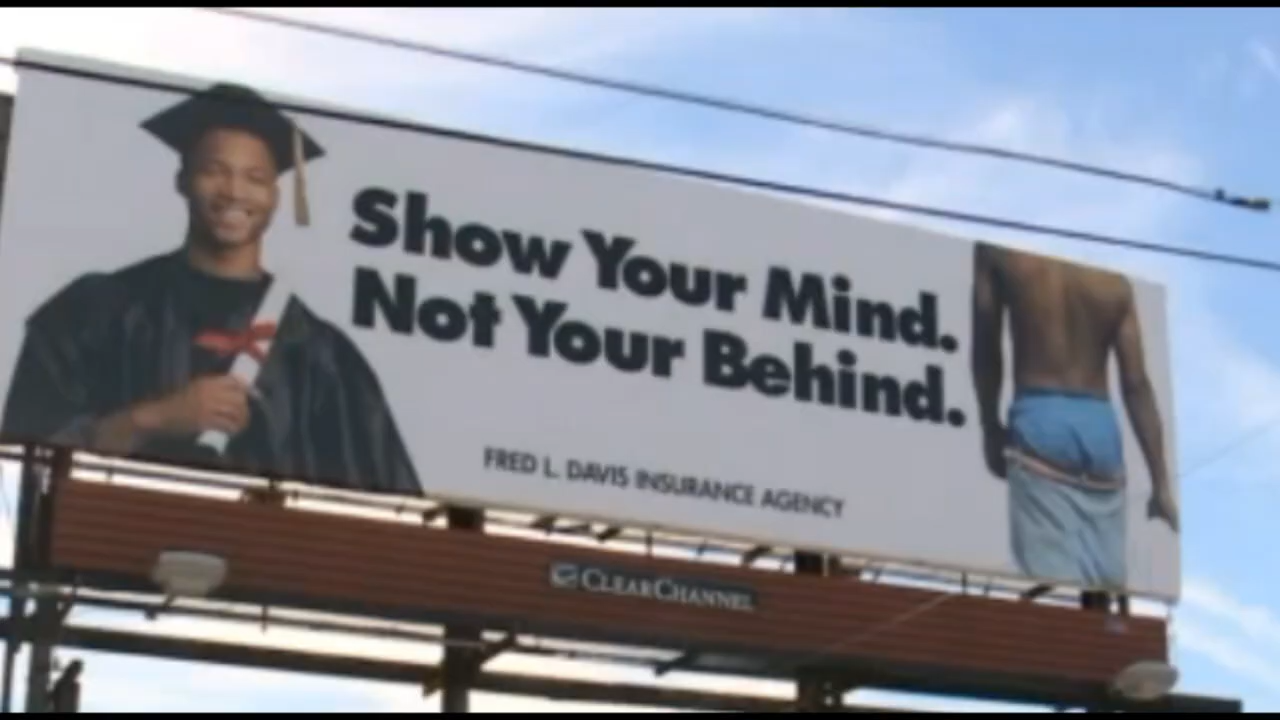 Show Your Mind.
Not Your Behind.
FRED L. DAVIS INSURANCE AGENCY
CLEARCHANNEL